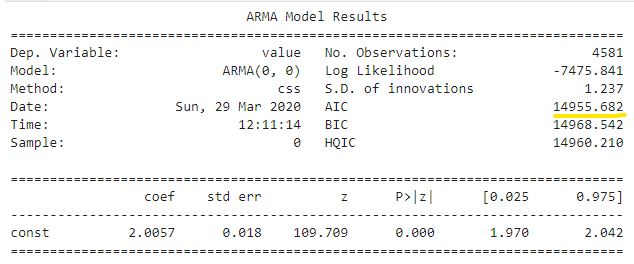 ARMA Model Results
==============================================================================
Dep. Variable: value No. Observations: 4581
Model: ARMA(0, 0) Log Likelihood -7475.841
Method: css S.D. of innovations 1.237
Date: Sun, 29 Mar 2020 AIC 14955.682
Time: 12:11:14 BIC 14968.542
Sample: 0 HQIC 14960.210
==============================================================================
coef std err z P>|z| [0.025 0.975]
------------------------------------------------------------------------------
const 2.0057 0.018 109.709 0.000 1.970 2.042
==============================================================================